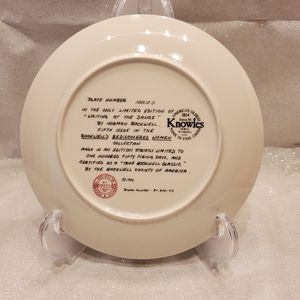 PLATE NUMBER
IN THE ONLY LIMITED EDITION OF
"WAITING AT THE DANCE"
BY NORMAN ROCKWELL,
FIFTH ISSUE IN THE
ROCKWELL'S REDISCOVERED WOMEN
COLLECTION
MADE IN AN EDITION STRICTLY LIMITED TO
ONE HUNDRED FIFTY FIRING DAYS, AND
CERTIFIED AS A "TRUE ROCKWELL CLASSIC"
BY THE ROCKWELL SOCIETY OF AMERICA.
Knowles